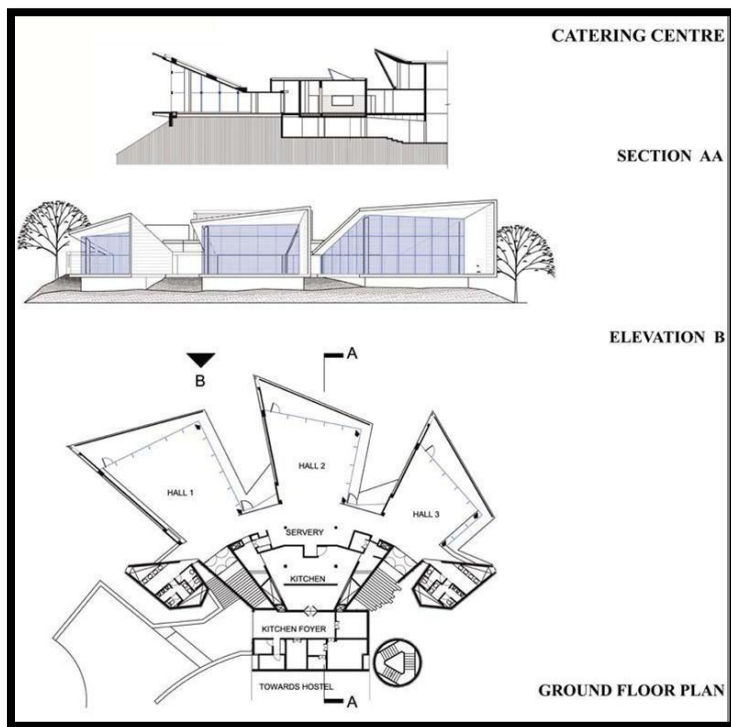 CATERING CENTRE
SECTION AA
ELEVATION B
B
A
HALL 1
HALL 2
HALL 3
SERVERY
KITCHEN
KITCHEN FOYER
TOWARDS HOSTEL
A
GROUND FLOOR PLAN